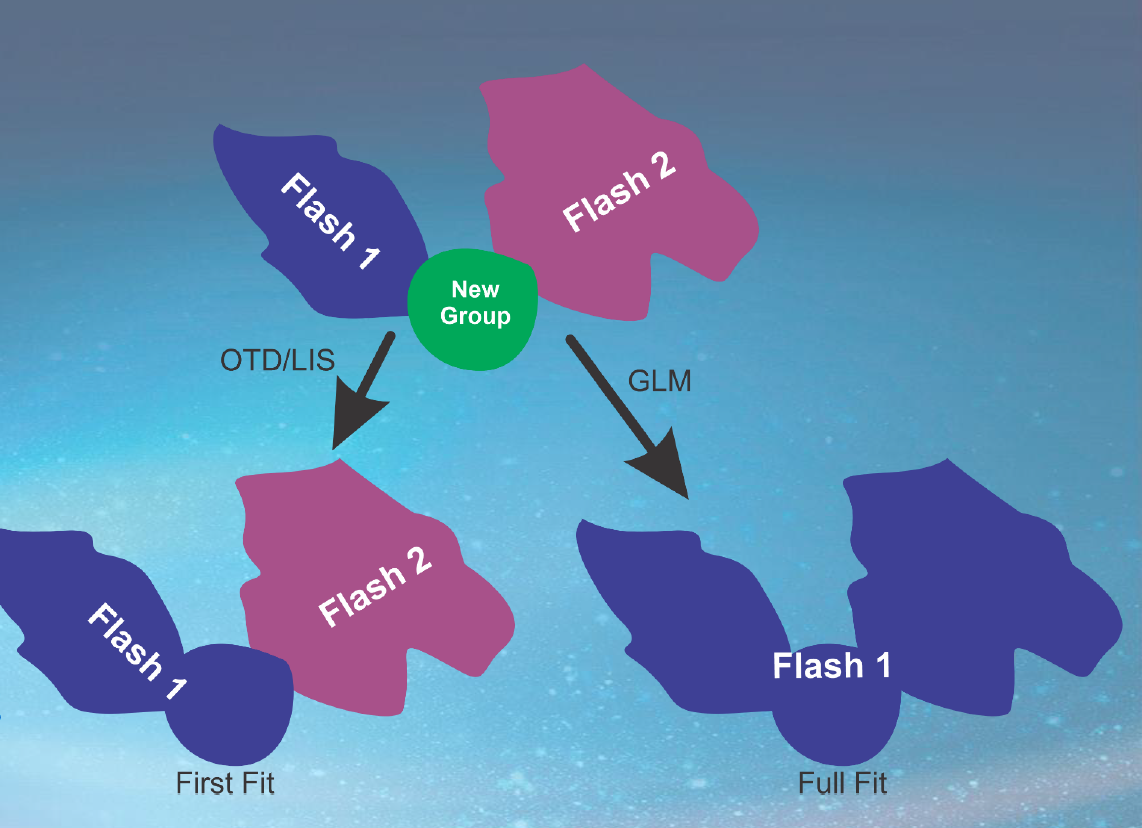 Flash 1
Flash 2
New
Group
OTD/LIS
GLM
Flash 1
Flash 2
Flash 1
First Fit
Full Fit